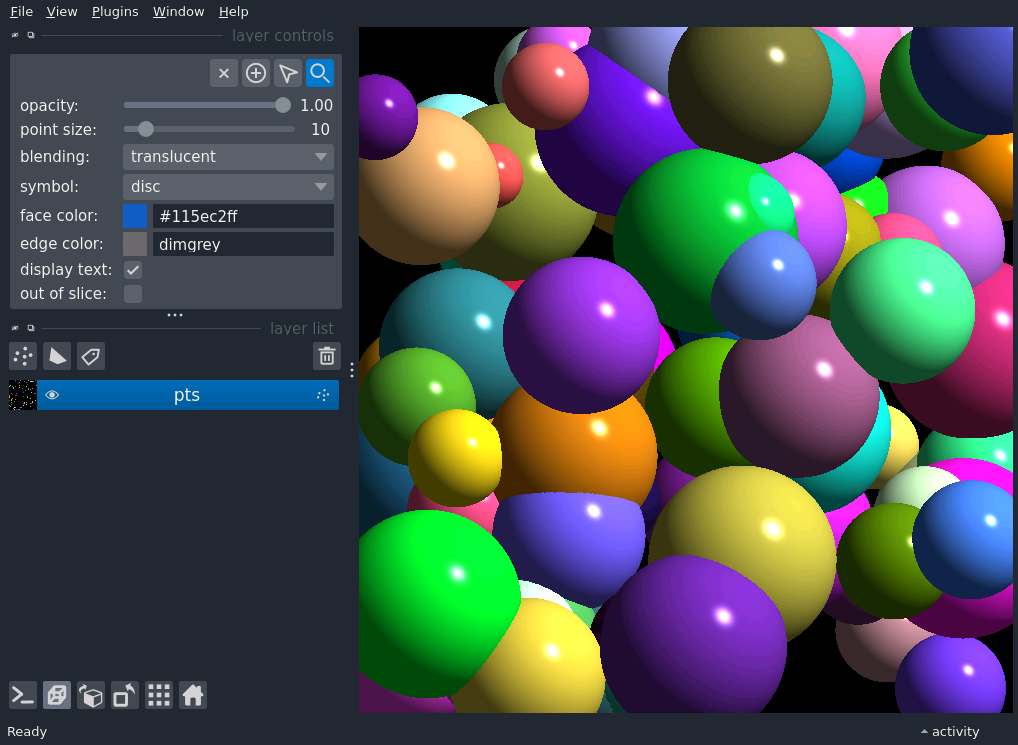 File View Plugins Window Help
layer controls
opacity: 1.00
point size: 10
blending: translucent
symbol: disc
face color: #115ec2ff
edge color: dimgrey
display text:
out of slice:
layer list
pts
Ready
activity